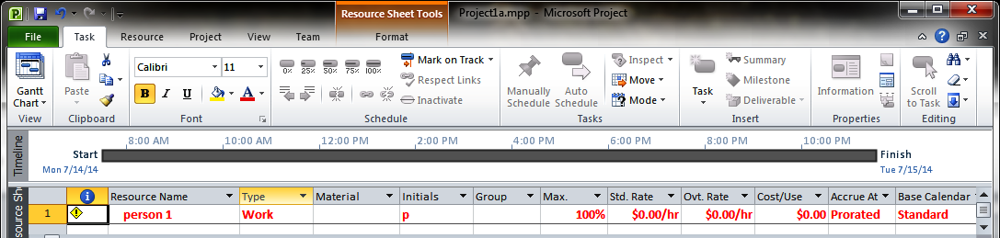 Resource Sheet Tools Project1a.mpp - Microsoft Project
File Task Resource Project View Team Format
Calibri 11 0% 25% 50% 75% 100% Mark on Track Inspect Summary
Gantt Chart Paste Respect Links Manually Schedule Auto Schedule Move Task Milestone Information Scroll to Task
B I U A Inactivate Mode Deliverable
View Clipboard Font Schedule Tasks Insert Properties Editing
Timeline
8:00 AM 10:00 AM 12:00 PM 2:00 PM 4:00 PM 6:00 PM 8:00 PM 10:00 PM
Start Finish
Mon 7/14/14 Tue 7/15/14
Resource Name Type Material Initials Group Max. Std. Rate Ovt. Rate Cost/Use Accrue At Base Calendar
1 person 1 Work p 100% $0.00/hr $0.00/hr $0.00 Prorated Standard